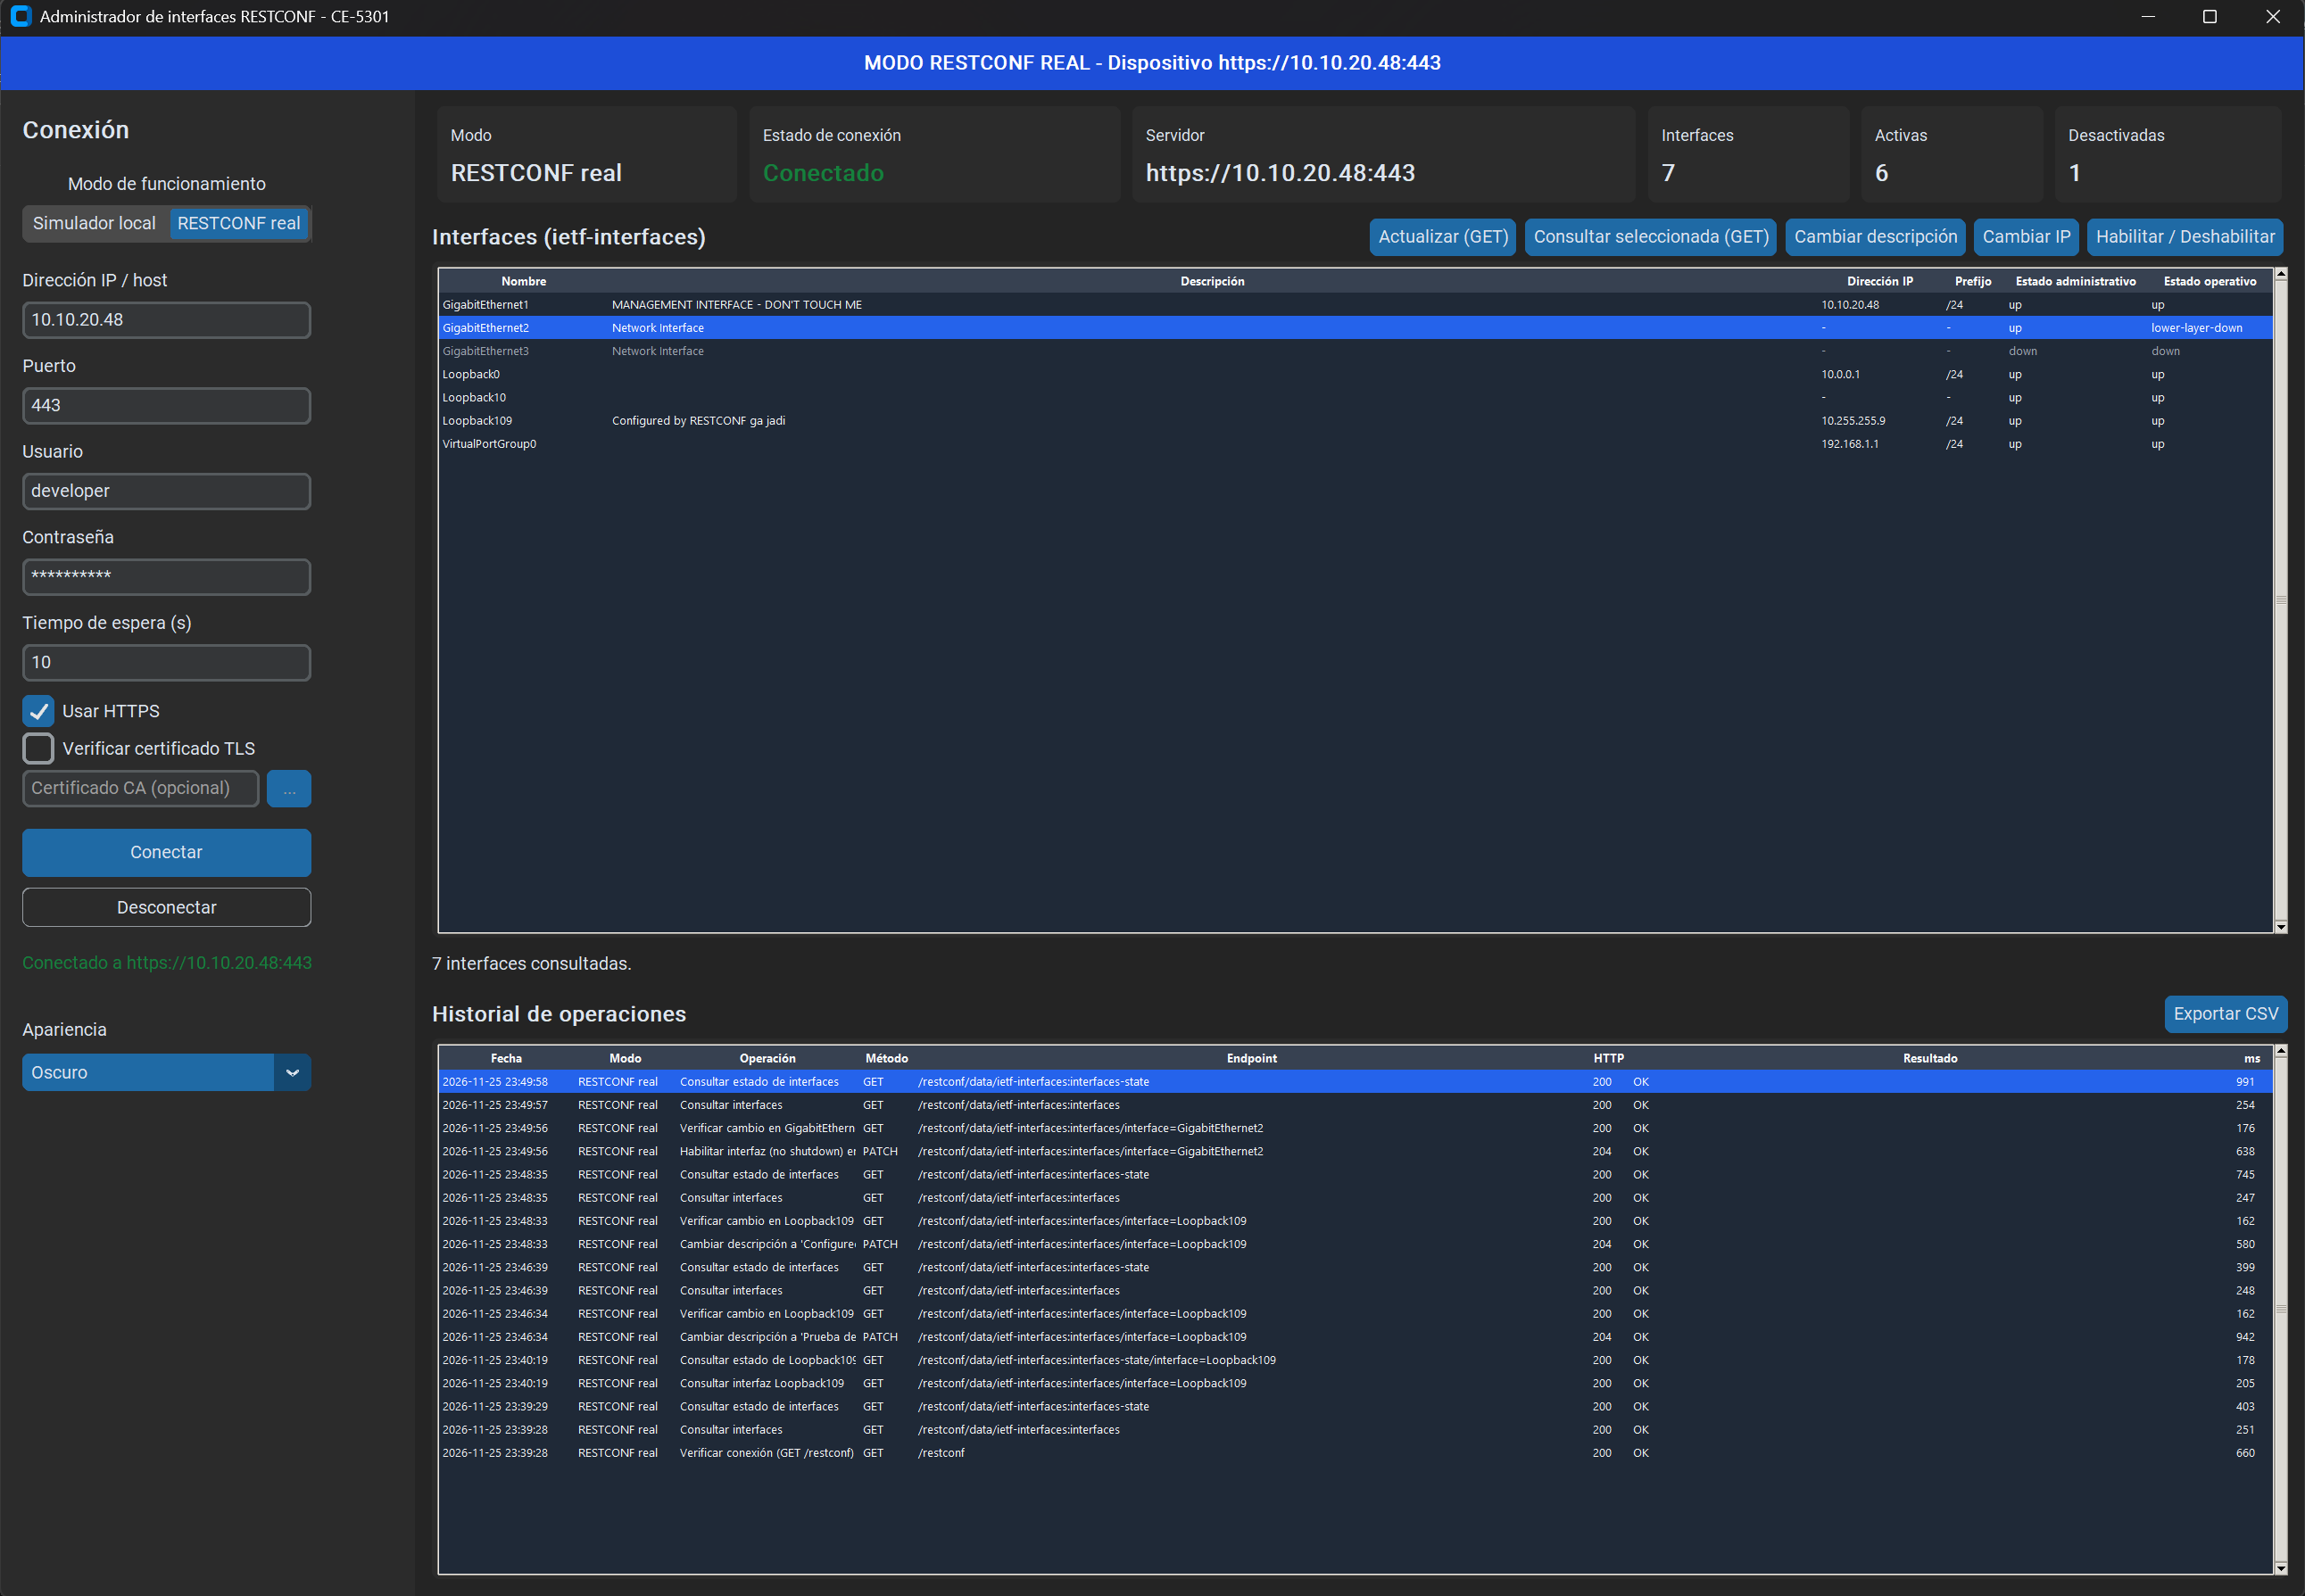 Administrador de interfaces RESTCONF - CE-5301
MODO RESTCONF REAL - Dispositivo https://10.10.20.48:443
Conexión
Modo de funcionamiento
Simulador local RESTCONF real
Dirección IP / host
10.10.20.48
Puerto
443
Usuario
developer
Contraseña
**********
Tiempo de espera (s)
10
Usar HTTPS
Verificar certificado TLS
Certificado CA (opcional) ...
Conectar
Desconectar
Conectado a https://10.10.20.48:443
Apariencia
Oscuro
Modo Estado de conexión Servidor Interfaces Activas Desactivadas
RESTCONF real Conectado https://10.10.20.48:443 7 6 1
Interfaces (ietf-interfaces) Actualizar (GET) Consultar seleccionada (GET) Cambiar descripción Cambiar IP Habilitar / Deshabilitar
Nombre Descripción Dirección IP Prefijo Estado administrativo Estado operativo
GigabitEthernet1 MANAGEMENT INTERFACE - DON'T TOUCH ME 10.10.20.48 /24 up up
GigabitEthernet2 Network Interface - - up lower-layer-down
GigabitEthernet3 Network Interface - - down down
Loopback0 10.0.0.1 /24 up up
Loopback10 - - up up
Loopback109 Configured by RESTCONF ga jadi 10.255.255.9 /24 up up
VirtualPortGroup0 192.168.1.1 /24 up up
7 interfaces consultadas.
Historial de operaciones Exportar CSV
Fecha Modo Operación Método Endpoint HTTP Resultado ms
2026-11-25 23:49:58 RESTCONF real Consultar estado de interfaces GET /restconf/data/ietf-interfaces:interfaces-state 200 OK 991
2026-11-25 23:49:57 RESTCONF real Consultar interfaces GET /restconf/data/ietf-interfaces:interfaces 200 OK 254
2026-11-25 23:49:56 RESTCONF real Verificar cambio en GigabitEthern GET /restconf/data/ietf-interfaces:interfaces/interface=GigabitEthernet2 200 OK 176
2026-11-25 23:49:56 RESTCONF real Habilitar interfaz (no shutdown) en PATCH /restconf/data/ietf-interfaces:interfaces/interface=GigabitEthernet2 204 OK 638
2026-11-25 23:48:35 RESTCONF real Consultar estado de interfaces GET /restconf/data/ietf-interfaces:interfaces-state 200 OK 745
2026-11-25 23:48:35 RESTCONF real Consultar interfaces GET /restconf/data/ietf-interfaces:interfaces 200 OK 247
2026-11-25 23:48:33 RESTCONF real Verificar cambio en Loopback109 GET /restconf/data/ietf-interfaces:interfaces/interface=Loopback109 200 OK 162
2026-11-25 23:48:33 RESTCONF real Cambiar descripción a 'Configured PATCH /restconf/data/ietf-interfaces:interfaces/interface=Loopback109 204 OK 580
2026-11-25 23:46:39 RESTCONF real Consultar estado de interfaces GET /restconf/data/ietf-interfaces:interfaces-state 200 OK 399
2026-11-25 23:46:39 RESTCONF real Consultar interfaces GET /restconf/data/ietf-interfaces:interfaces 200 OK 248
2026-11-25 23:46:34 RESTCONF real Verificar cambio en Loopback109 GET /restconf/data/ietf-interfaces:interfaces/interface=Loopback109 200 OK 162
2026-11-25 23:46:34 RESTCONF real Cambiar descripción a 'Prueba de PATCH /restconf/data/ietf-interfaces:interfaces/interface=Loopback109 204 OK 942
2026-11-25 23:40:19 RESTCONF real Consultar estado de Loopback109 GET /restconf/data/ietf-interfaces:interfaces-state/interface=Loopback109 200 OK 178
2026-11-25 23:40:19 RESTCONF real Consultar interfaz Loopback109 GET /restconf/data/ietf-interfaces:interfaces/interface=Loopback109 200 OK 205
2026-11-25 23:39:29 RESTCONF real Consultar estado de interfaces GET /restconf/data/ietf-interfaces:interfaces-state 200 OK 403
2026-11-25 23:39:28 RESTCONF real Consultar interfaces GET /restconf/data/ietf-interfaces:interfaces 200 OK 251
2026-11-25 23:39:28 RESTCONF real Verificar conexión (GET /restconf) GET /restconf 200 OK 660